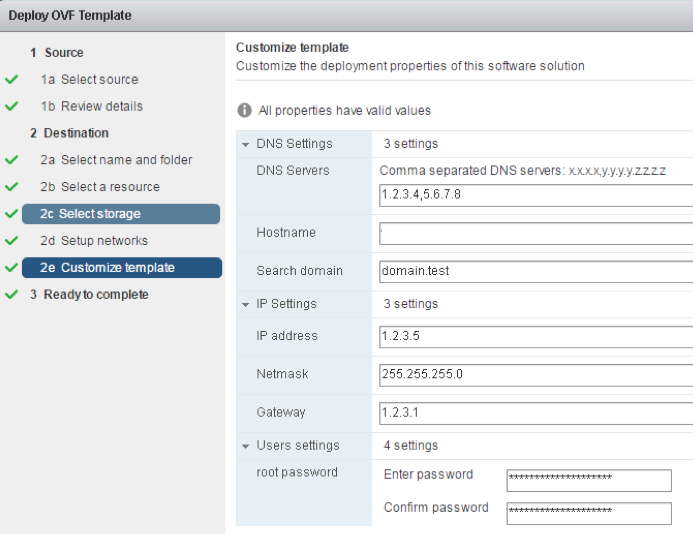 Deploy OVF Template
1 Source
1a Select source
1b Review details
2 Destination
2a Select name and folder
2b Select a resource
2c Select storage
2d Setup networks
2e Customize template
3 Ready to complete
Customize template
Customize the deployment properties of this software solution
All properties have valid values
DNS Settings 3 settings
DNS Servers Comma separated DNS servers: x.x.x.x,y.y.y.y.z.z.z.z
1.2.3.4,5.6.7.8
Hostname
Search domain domain.test
IP Settings 3 settings
IP address 1.2.3.5
Netmask 255.255.255.0
Gateway 1.2.3.1
Users settings 4 settings
root password Enter password ********************
Confirm password ********************